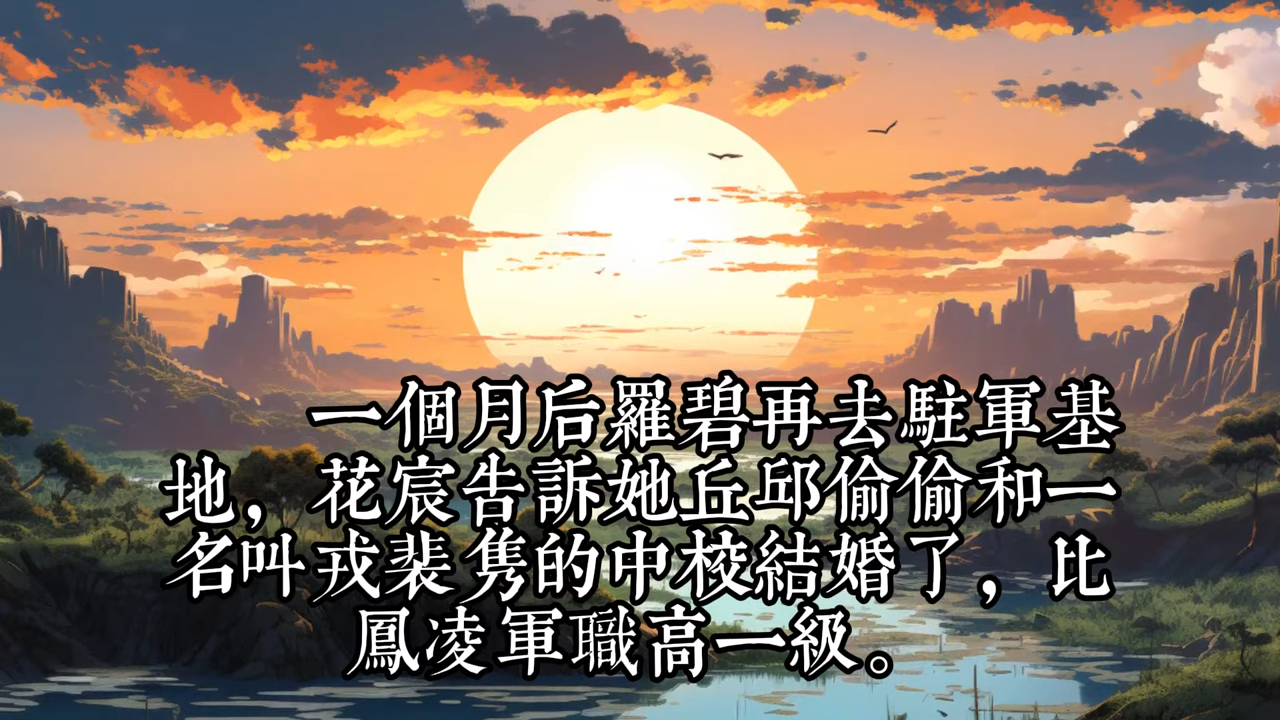 一個月后羅碧再去駐軍基
地，花宸告訴她丘邱偷偷和一
名叫戎裴隽的中校結婚了，比
鳳凌軍職高一級。